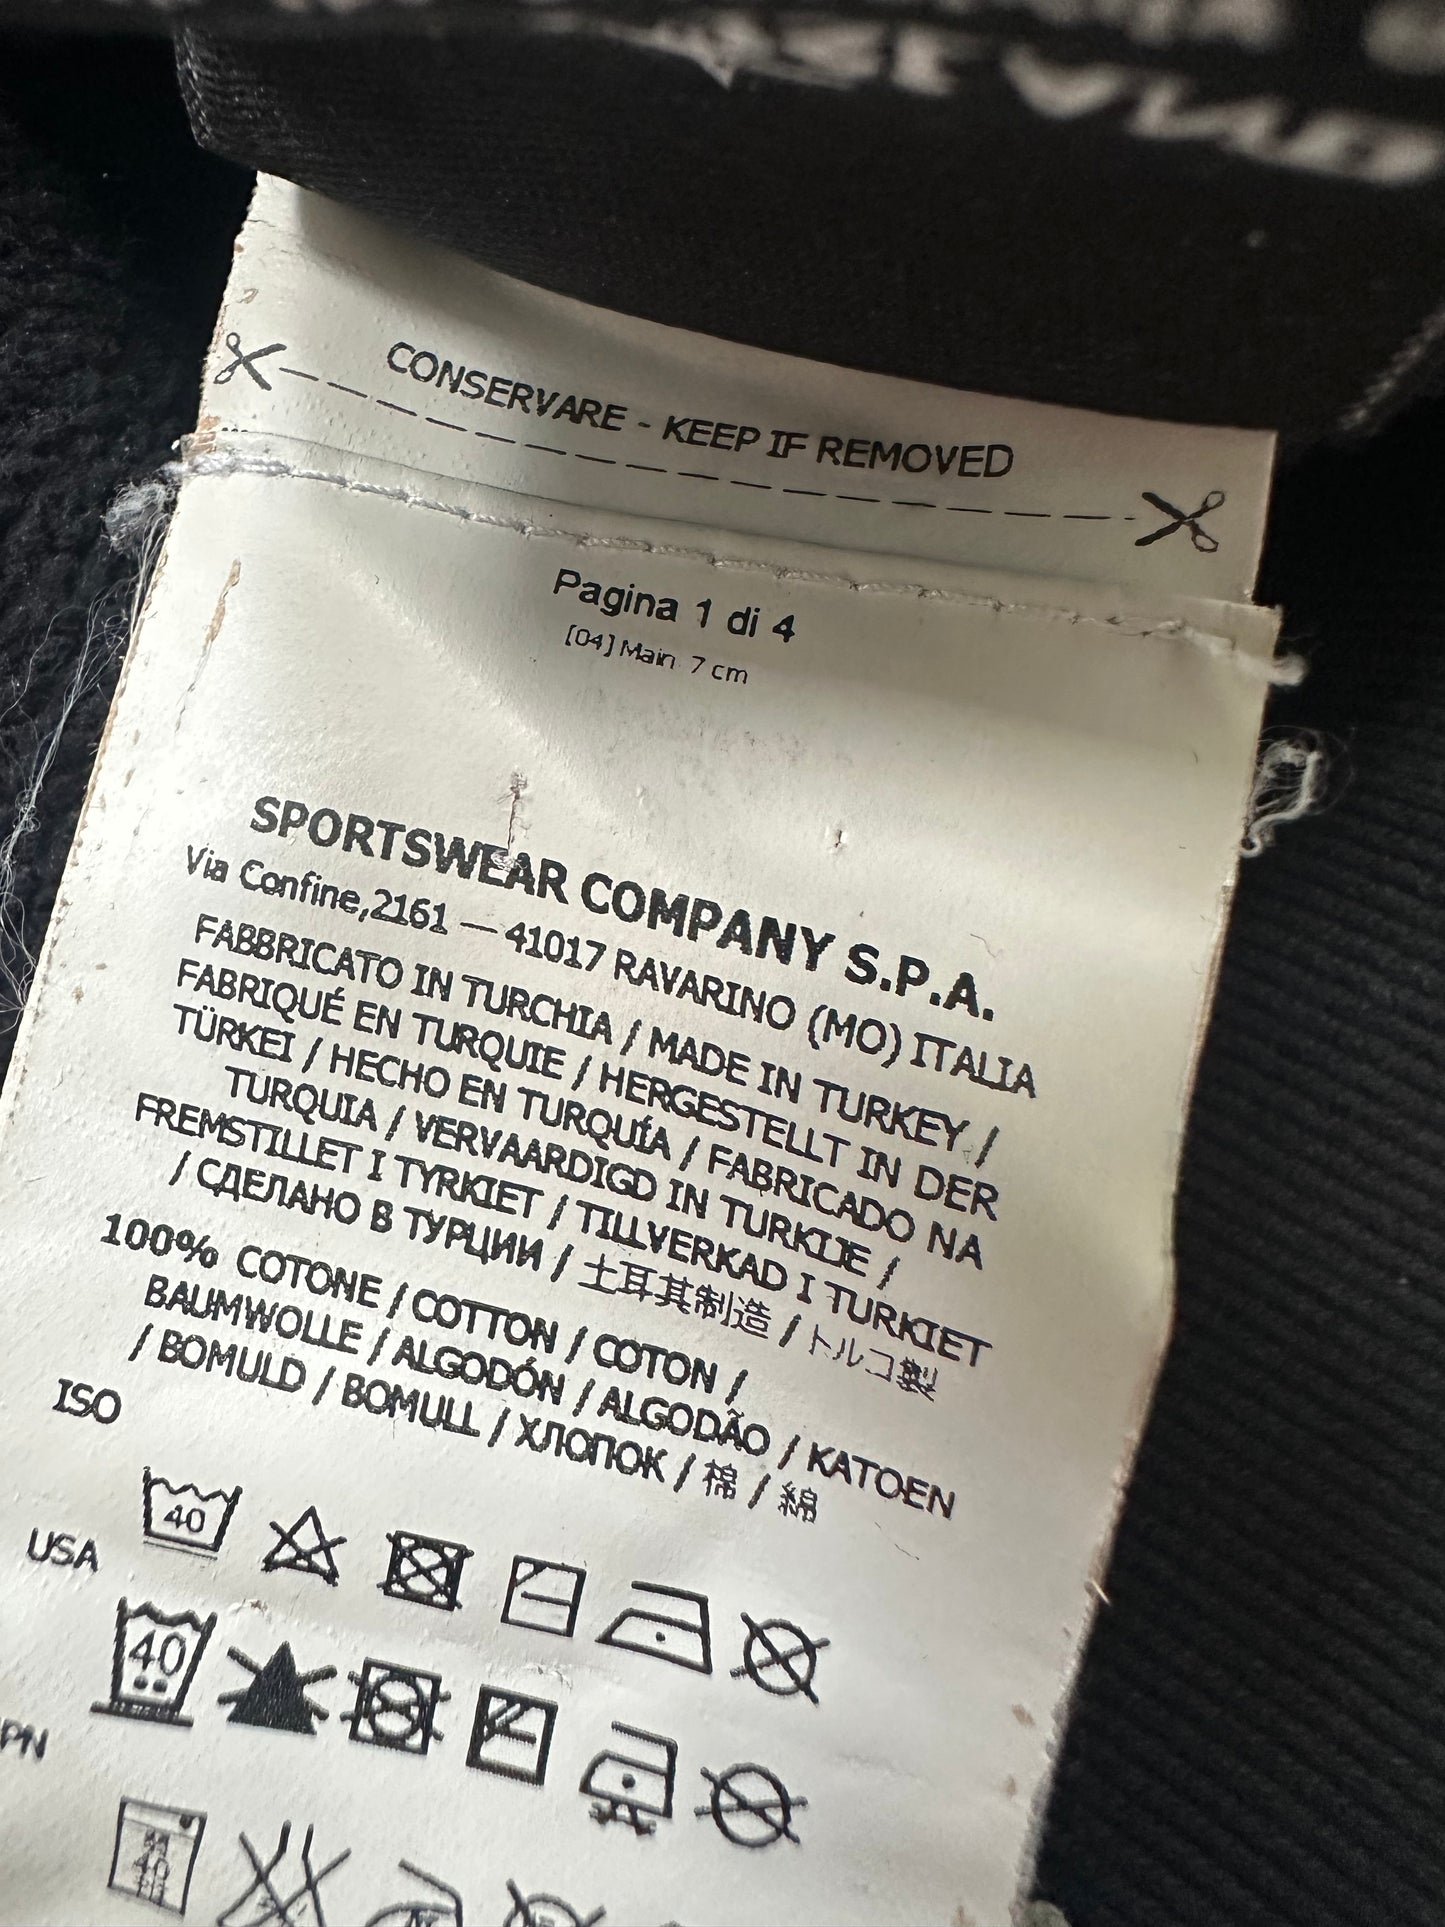 CONSERVARE - KEEP IF REMOVED
Pagina 1 di 4
[04] Main 7 cm
SPORTSWEAR COMPANY S.P.A.
Via Confine,2161 — 41017 RAVARINO (MO) ITALIA
FABBRICATO IN TURCHIA / MADE IN TURKEY /
FABRIQUÉ EN TURQUIE / HERGESTELLT IN DER
TÜRKEI / HECHO EN TURQUÍA / FABRICADO NA
TURQUIA / VERVAARDIGD IN TURKIJE /
FREMSTILLET I TYRKIET / TILLVERKAD I TURKIET
/ СДЕЛАНО В ТУРЦИИ / 土耳其制造 / トルコ製
100% COTONE / COTTON / COTON /
BAUMWOLLE / ALGODÓN / ALGODÃO / KATOEN
/ BOMULD / BOMULL / ХЛОПОК / 棉 / 綿
ISO
40
USA
40
PN
40